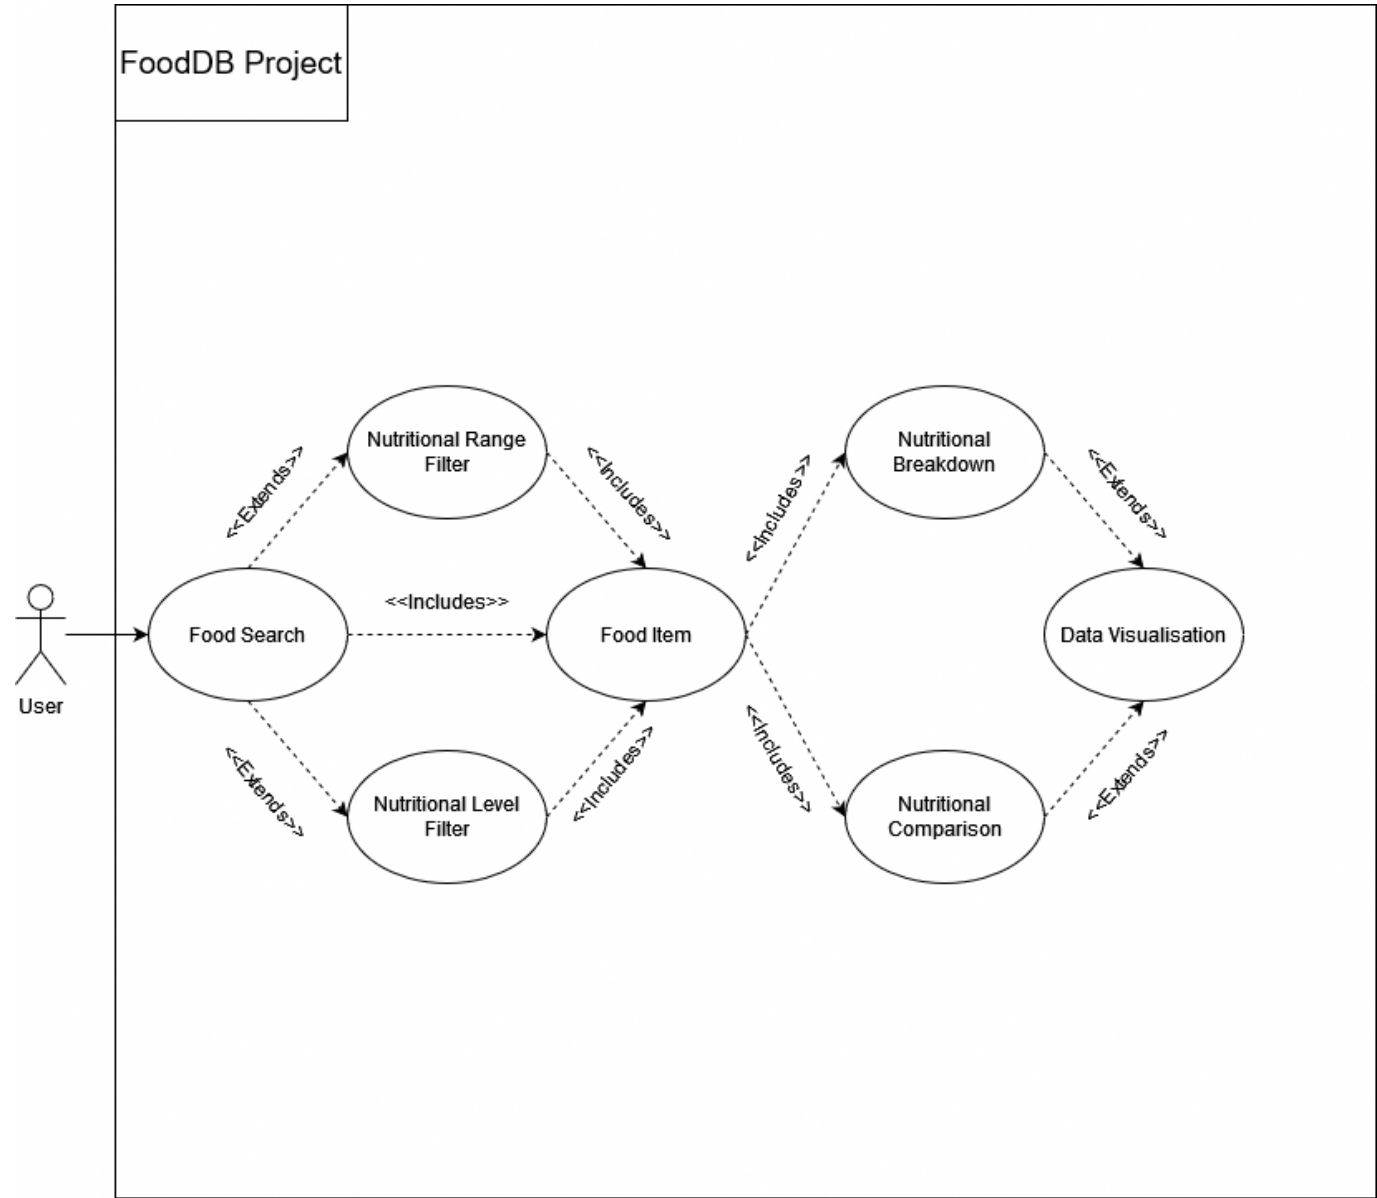 FoodDB Project
Nutritional Range
Filter
Nutritional
Breakdown
<<Extends>>
<<Includes>>
<<Includes>>
<<Extends>>
<<Includes>>
Food Search
Food Item
Data Visualisation
User
<<Extends>>
<<Includes>>
<<Includes>>
<<Extends>>
Nutritional Level
Filter
Nutritional
Comparison